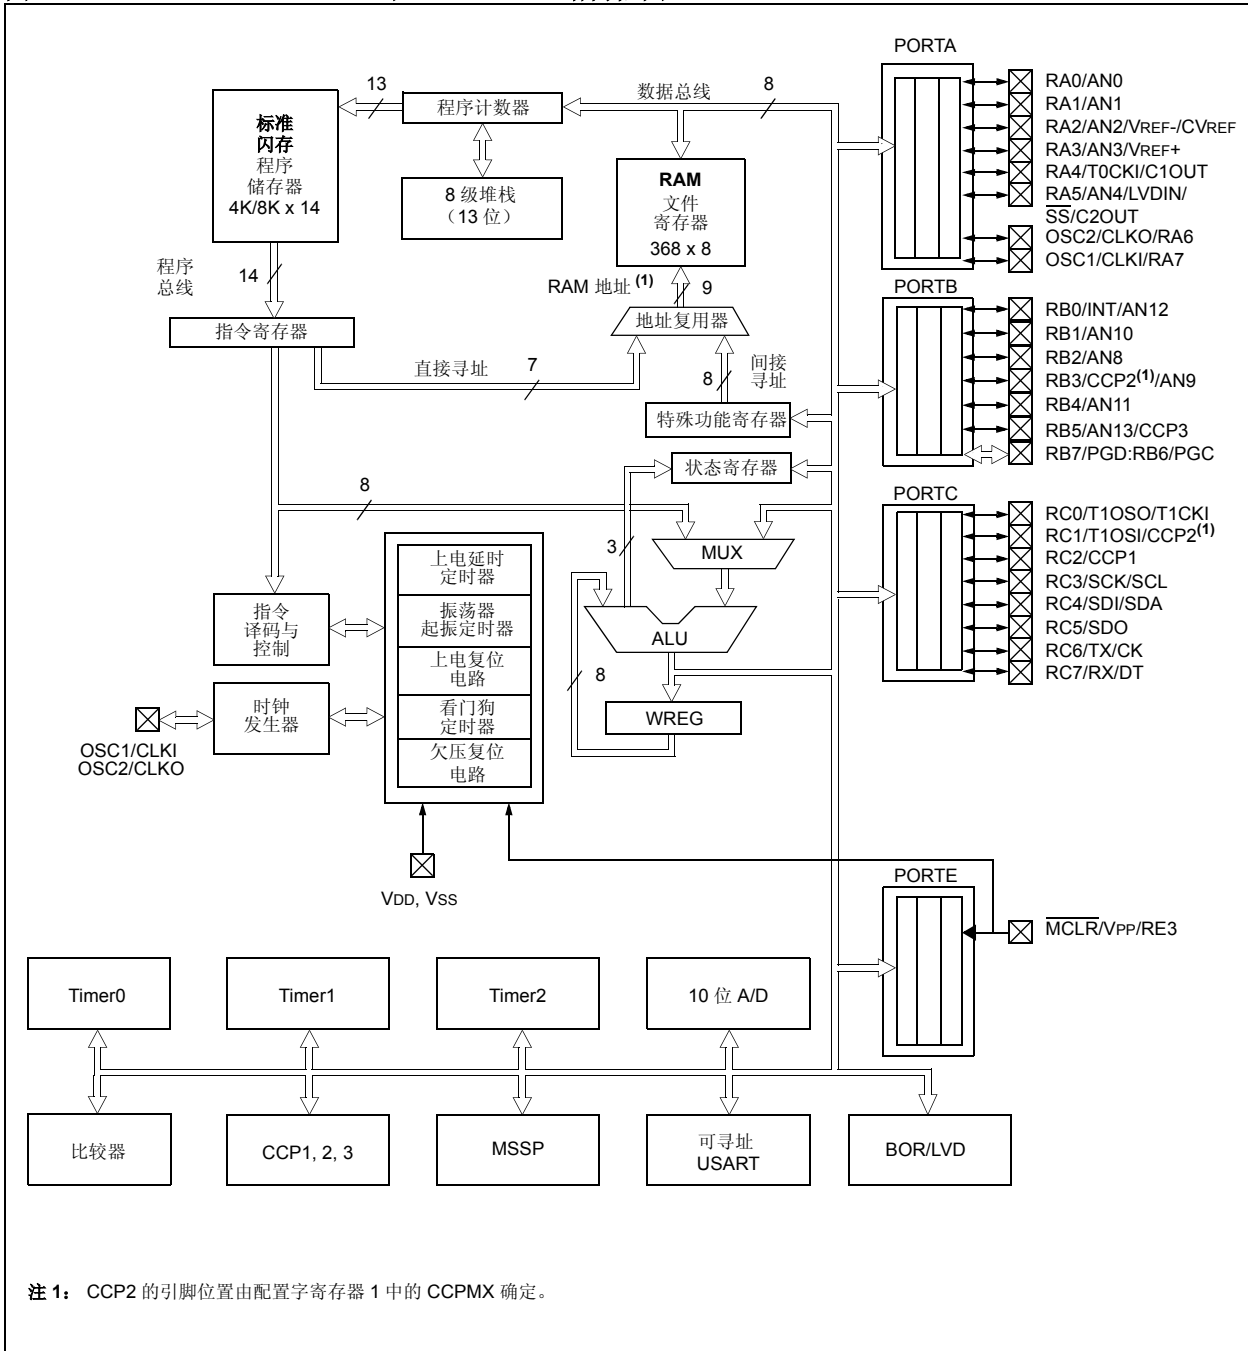 PORTA
13
数据总线
8
标准
闪存
程序
储存器
4K/8K x 14
程序计数器
8 级堆栈
（13 位）
RAM
文件
寄存器
368 x 8
RA0/AN0
RA1/AN1
RA2/AN2/VREF-/CVREF
RA3/AN3/VREF+
RA4/T0CKI/C1OUT
RA5/AN4/LVDIN/
SS/C2OUT
OSC2/CLKO/RA6
OSC1/CLKI/RA7
程序
总线
14
RAM 地址 (1)
9
指令寄存器
地址复用器
直接寻址
7
8
间接
寻址
特殊功能寄存器
状态寄存器
PORTB
RB0/INT/AN12
RB1/AN10
RB2/AN8
RB3/CCP2(1)/AN9
RB4/AN11
RB5/AN13/CCP3
RB7/PGD:RB6/PGC
8
3
MUX
ALU
8
WREG
PORTC
RC0/T1OSO/T1CKI
RC1/T1OSI/CCP2(1)
RC2/CCP1
RC3/SCK/SCL
RC4/SDI/SDA
RC5/SDO
RC6/TX/CK
RC7/RX/DT
指令
译码与
控制
时钟
发生器
OSC1/CLKI
OSC2/CLKO
上电延时
定时器
振荡器
起振定时器
上电复位
电路
看门狗
定时器
欠压复位
电路
VDD, VSS
PORTE
MCLR/VPP/RE3
Timer0
Timer1
Timer2
10 位 A/D
比较器
CCP1, 2, 3
MSSP
可寻址
USART
BOR/LVD
注 1： CCP2 的引脚位置由配置字寄存器 1 中的 CCPMX 确定。